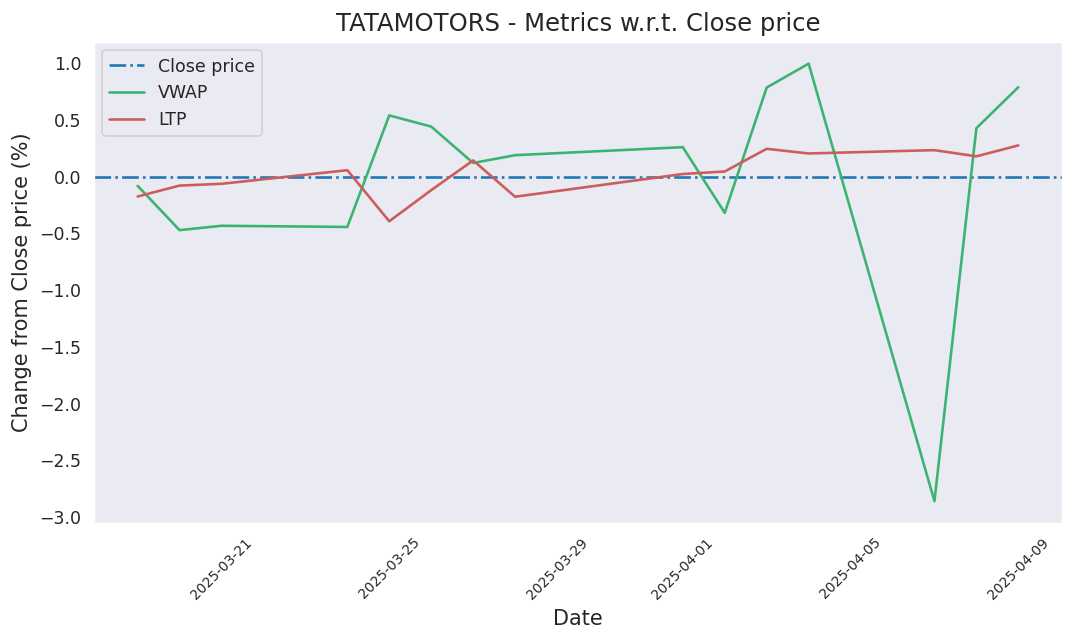 TATAMOTORS - Metrics w.r.t. Close price
Close price
VWAP
LTP
Change from Close price (%)
1.0
0.5
0.0
−0.5
−1.0
−1.5
−2.0
−2.5
−3.0
2025-03-21
2025-03-25
2025-03-29
2025-04-01
2025-04-05
2025-04-09
Date